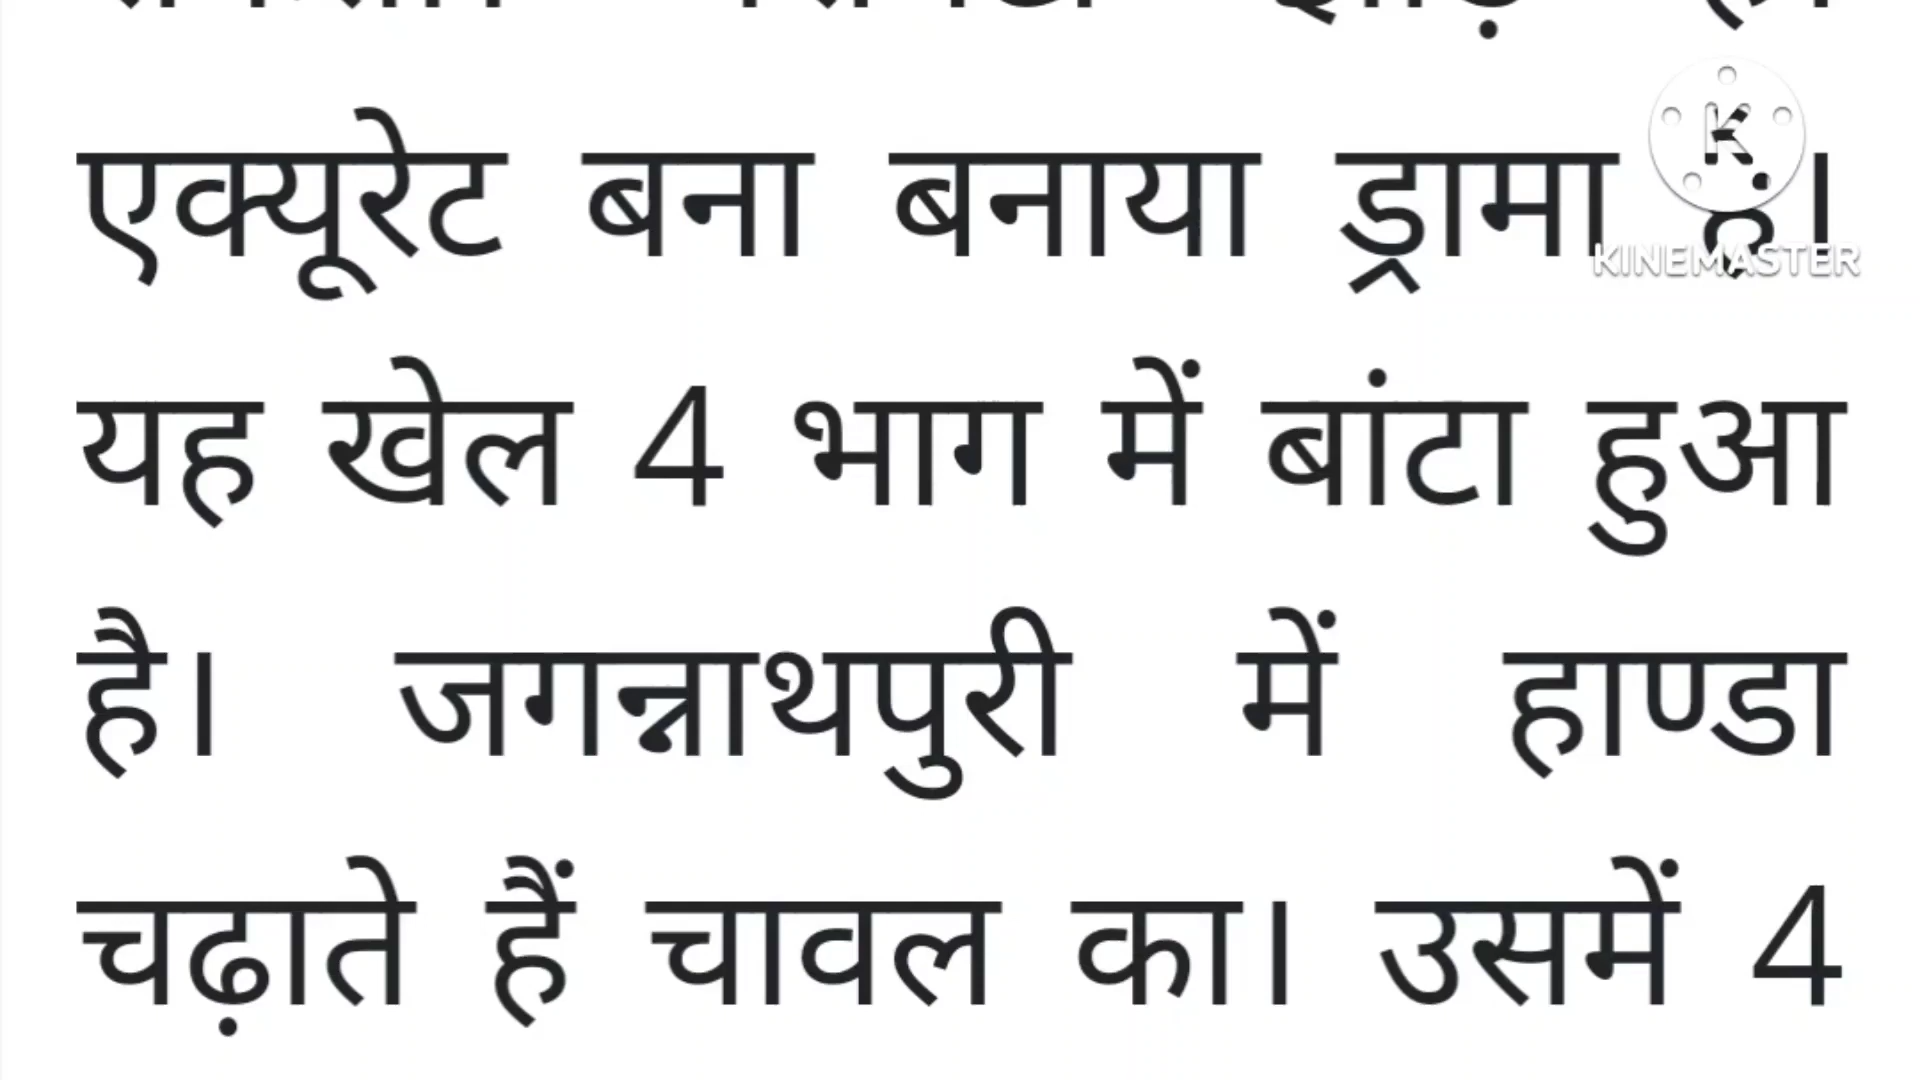 एक्यूरेट बना बनाया ड्रामा है।
KINEMASTER
यह खेल 4 भाग में बांटा हुआ
है। जगन्नाथपुरी में हाण्डा
चढ़ाते हैं चावल का। उसमें 4